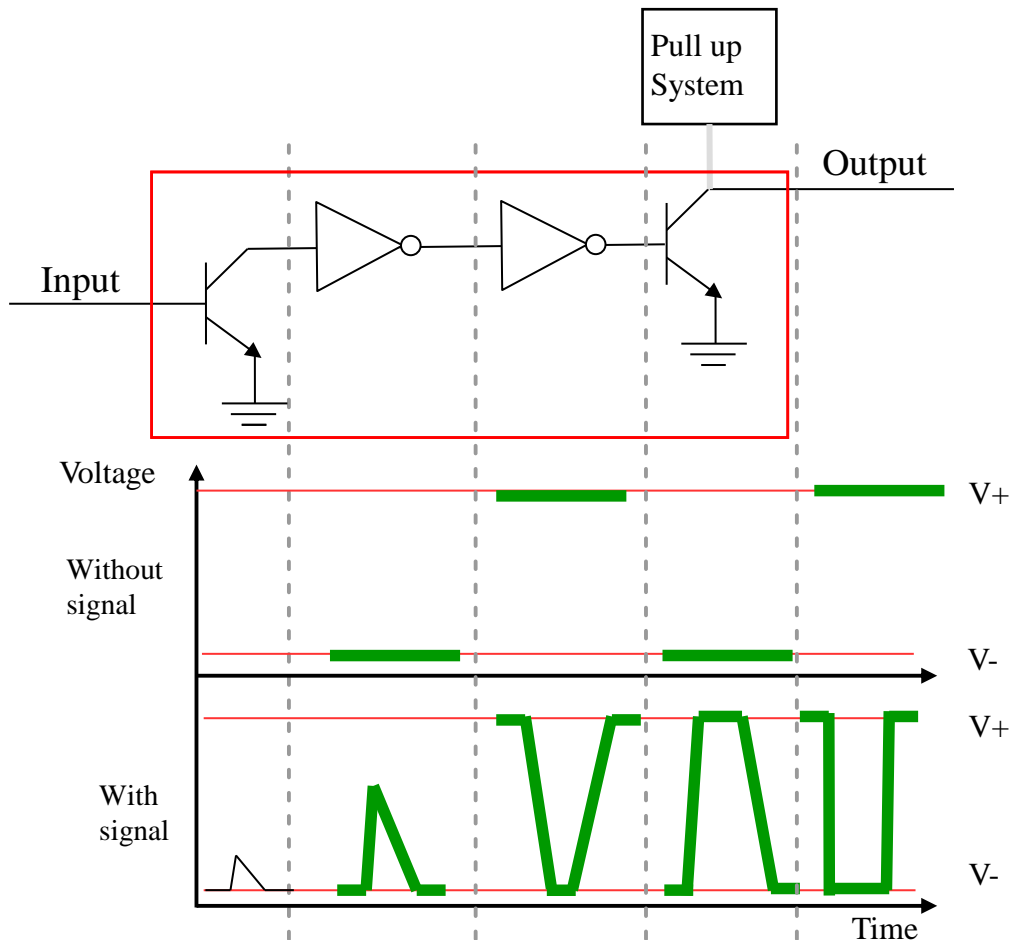 Pull up
System
Output
Input
Voltage
V+
Without
signal
V-
V+
With
signal
V-
Time